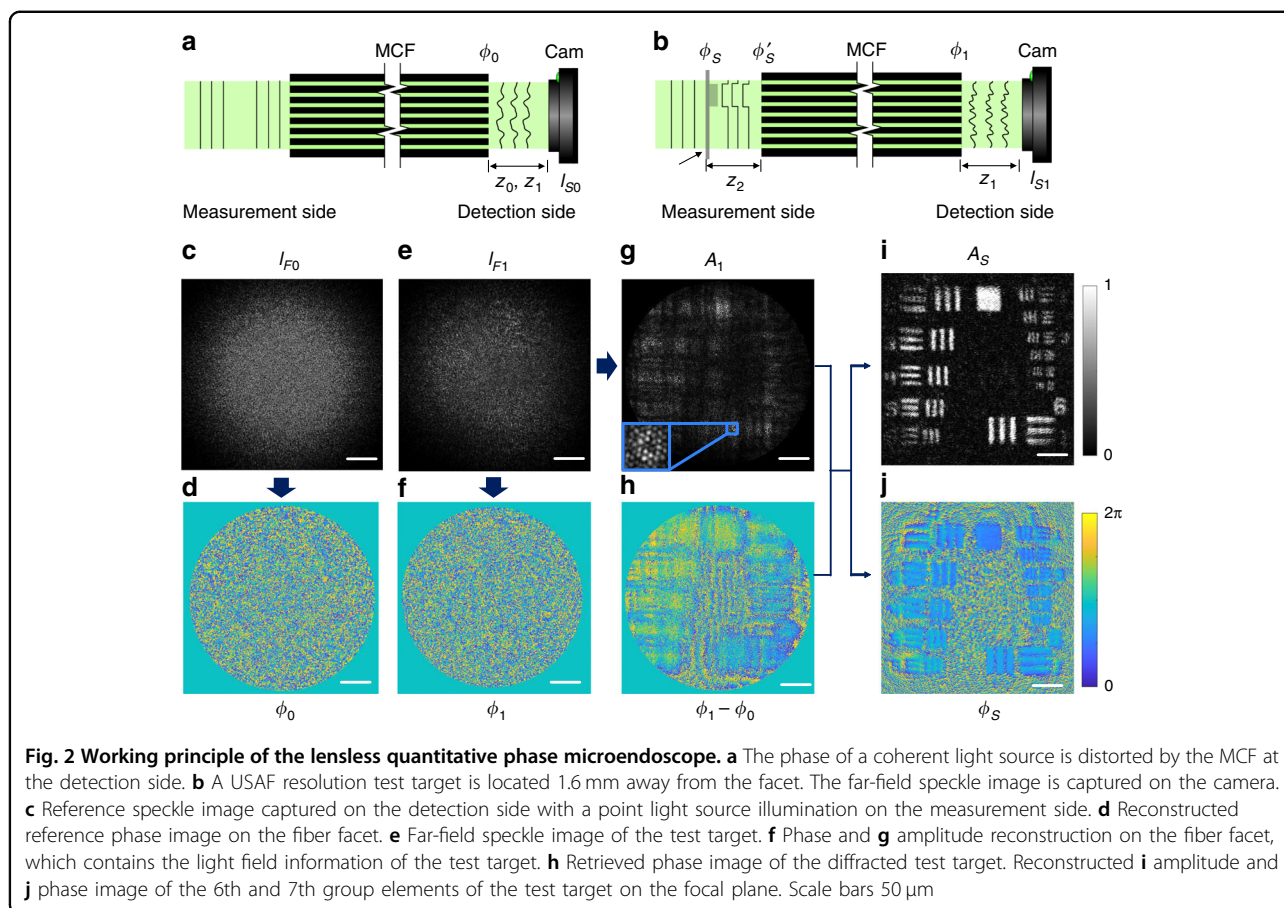 a
MCF
ϕ0
Cam
z0, z1
IS0
Measurement side
Detection side
b
ϕS
ϕ′S
MCF
ϕ1
Cam
z2
z1
IS1
Measurement side
Detection side
c
IF0
e
IF1
g
A1
i
AS
1
0
d
ϕ0
f
ϕ1
h
ϕ1 – ϕ0
j
2π
0
ϕS
Fig. 2 Working principle of the lensless quantitative phase microendoscope. a The phase of a coherent light source is distorted by the MCF at
the detection side. b A USAF resolution test target is located 1.6 mm away from the facet. The far-field speckle image is captured on the camera.
c Reference speckle image captured on the detection side with a point light source illumination on the measurement side. d Reconstructed
reference phase image on the fiber facet. e Far-field speckle image of the test target. f Phase and g amplitude reconstruction on the fiber facet,
which contains the light field information of the test target. h Retrieved phase image of the diffracted test target. Reconstructed i amplitude and
j phase image of the 6th and 7th group elements of the test target on the focal plane. Scale bars 50 μm